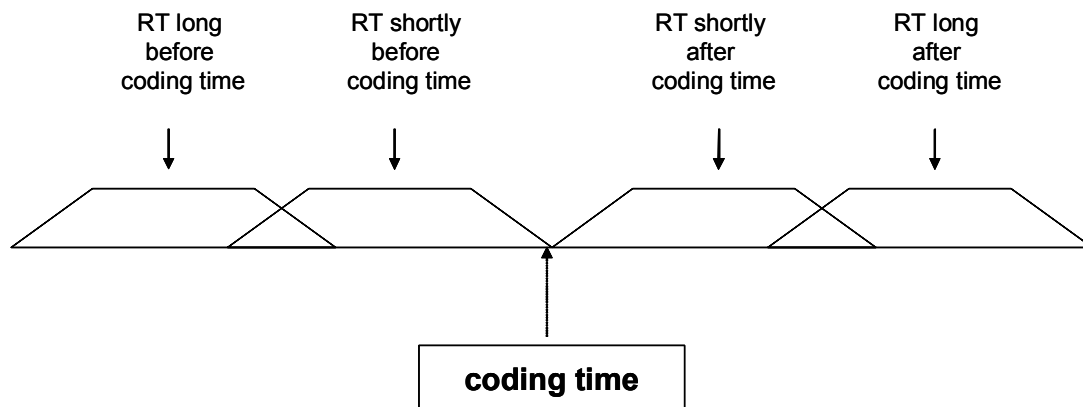 RT long
before
coding time
RT shortly
before
coding time
RT shortly
after
coding time
RT long
after
coding time
coding time